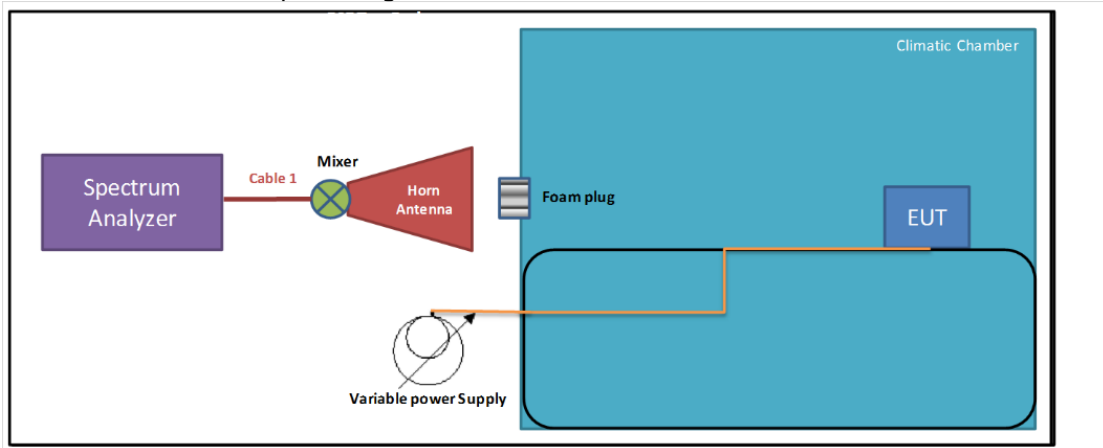 Climatic Chamber
Mixer
Cable 1
Spectrum
Analyzer
Horn
Antenna
Foam plug
EUT
Variable power Supply